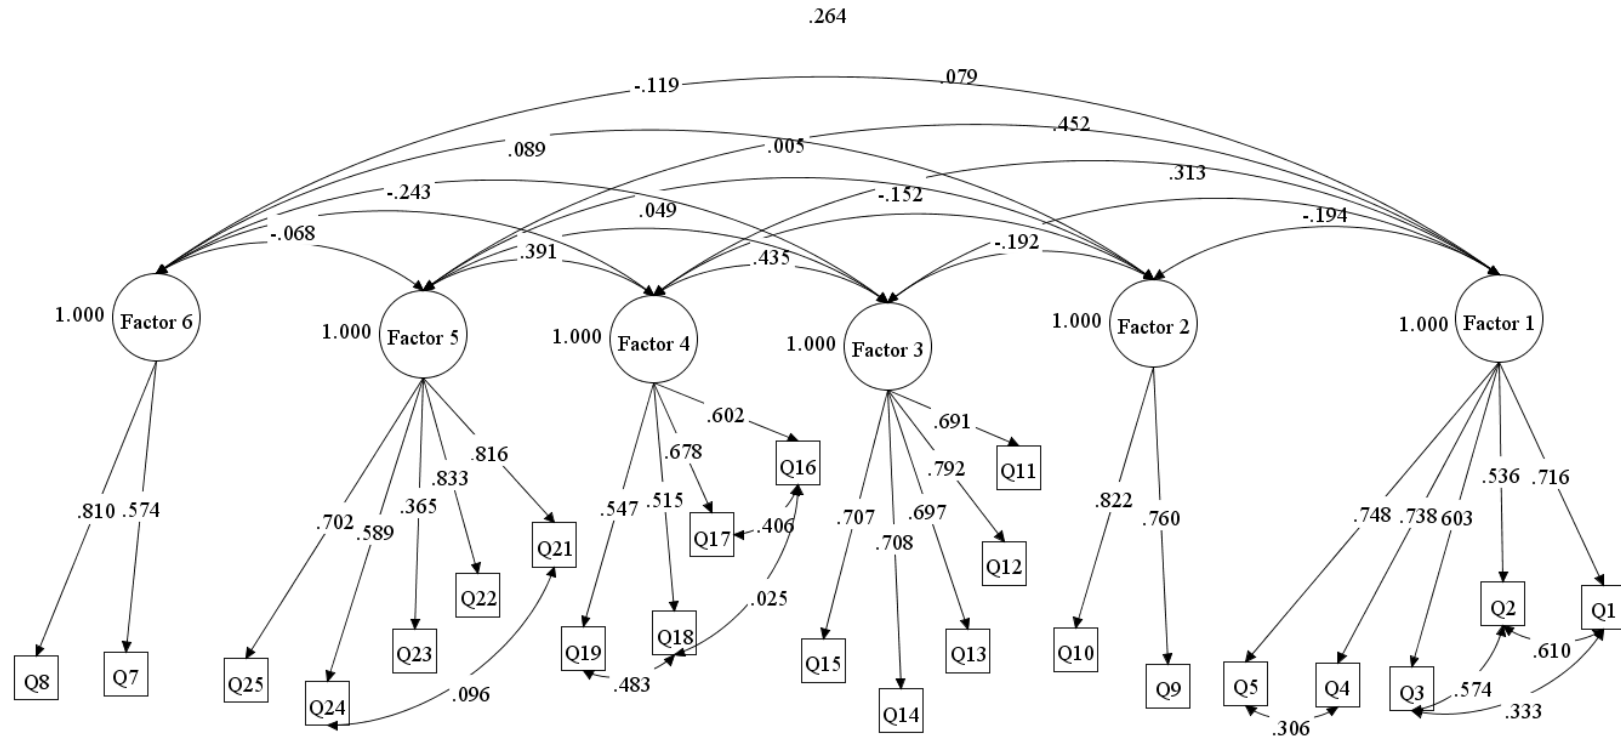 .264
-.119
.079
.452
.089
.005
.313
-.243
.049
-.152
-.194
-.068
.391
.435
-.192
1.000
Factor 6
1.000
Factor 5
1.000
Factor 4
1.000
Factor 3
1.000
Factor 2
1.000
Factor 1
.810
.574
.702
.589
.365
.833
.816
.547
.515
.678
.602
.707
.708
.697
.792
.691
.822
.760
.748
.738
.603
.536
.716
Q8
Q7
Q25
Q24
Q23
Q22
Q21
.096
Q19
Q18
Q17
Q16
.406
.025
.483
Q15
Q14
Q13
Q12
Q11
Q10
Q9
Q5
Q4
Q3
Q2
Q1
.610
.574
.333
.306